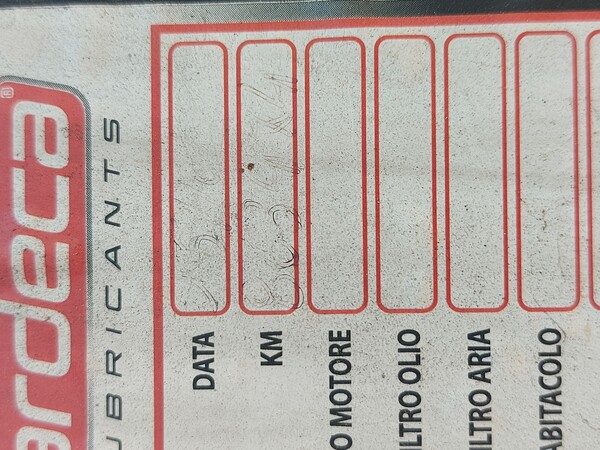 ardeca®
UBRICANTS
DATA
KM
O MOTORE
ILTRO OLIO
ILTRO ARIA
ABITACOLO